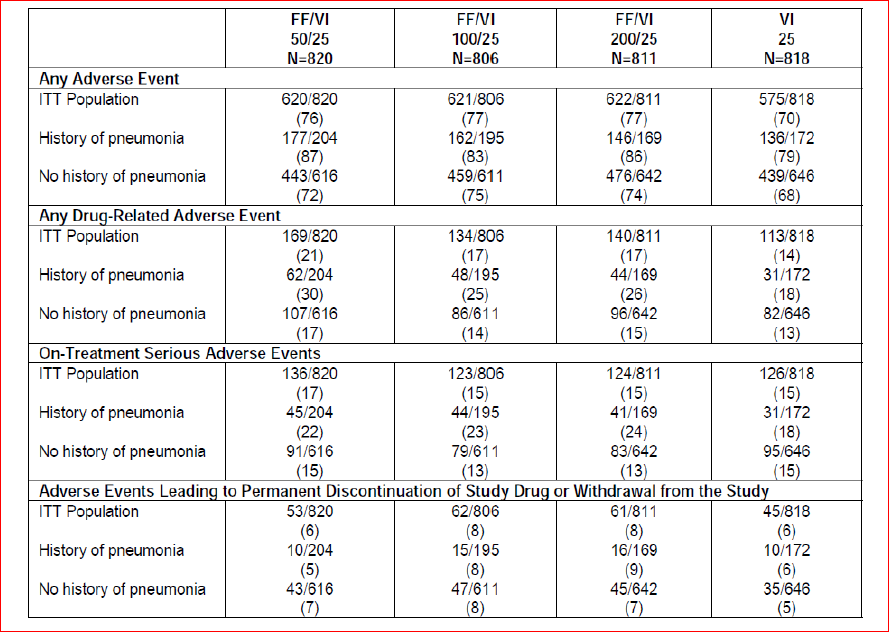 FF/VI FF/VI FF/VI VI
50/25 100/25 200/25 25
N=820 N=806 N=811 N=818
Any Adverse Event
ITT Population 620/820 621/806 622/811 575/818
(76) (77) (77) (70)
History of pneumonia 177/204 162/195 146/169 136/172
(87) (83) (86) (79)
No history of pneumonia 443/616 459/611 476/642 439/646
(72) (75) (74) (68)
Any Drug-Related Adverse Event
ITT Population 169/820 134/806 140/811 113/818
(21) (17) (17) (14)
History of pneumonia 62/204 48/195 44/169 31/172
(30) (25) (26) (18)
No history of pneumonia 107/616 86/611 96/642 82/646
(17) (14) (15) (13)
On-Treatment Serious Adverse Events
ITT Population 136/820 123/806 124/811 126/818
(17) (15) (15) (15)
History of pneumonia 45/204 44/195 41/169 31/172
(22) (23) (24) (18)
No history of pneumonia 91/616 79/611 83/642 95/646
(15) (13) (13) (15)
Adverse Events Leading to Permanent Discontinuation of Study Drug or Withdrawal from the Study
ITT Population 53/820 62/806 61/811 45/818
(6) (8) (8) (6)
History of pneumonia 10/204 15/195 16/169 10/172
(5) (8) (9) (6)
No history of pneumonia 43/616 47/611 45/642 35/646
(7) (8) (7) (5)